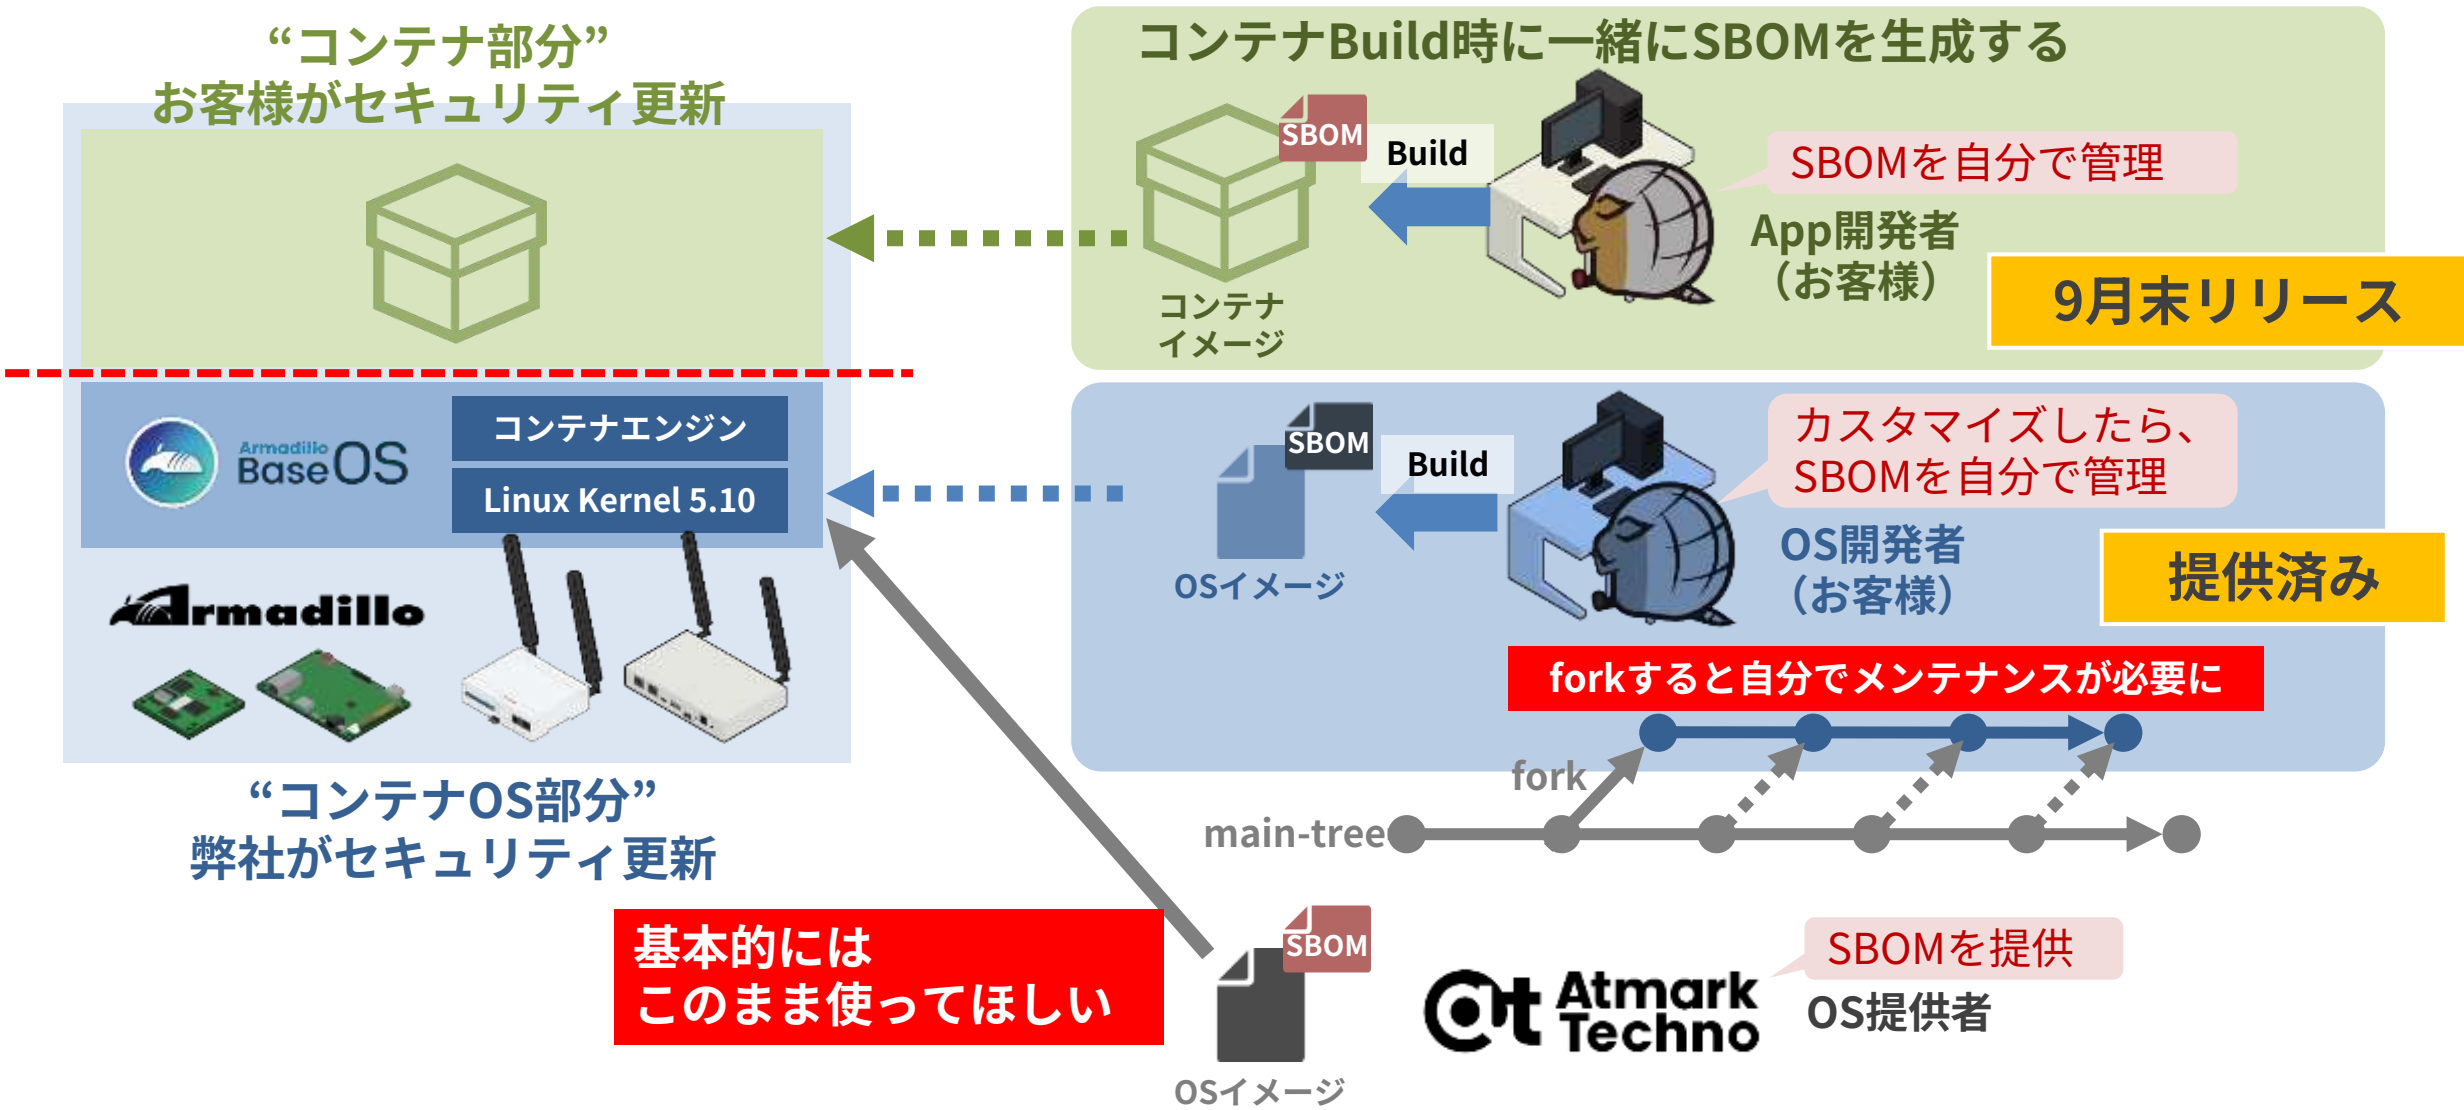 “コンテナ部分”
お客様がセキュリティ更新
コンテナBuild時に一緒にSBOMを生成する
SBOM
Build
SBOMを自分で管理
App開発者
（お客様）
コンテナ
イメージ
9月末リリース
Armadillo
Base OS
コンテナエンジン
Linux Kernel 5.10
Armadillo
“コンテナOS部分”
弊社がセキュリティ更新
SBOM
Build
カスタマイズしたら、
SBOMを自分で管理
OS開発者
（お客様）
OSイメージ
提供済み
forkすると自分でメンテナンスが必要に
fork
main-tree
基本的には
このまま使ってほしい
SBOM
OSイメージ
Atmark
Techno
SBOMを提供
OS提供者